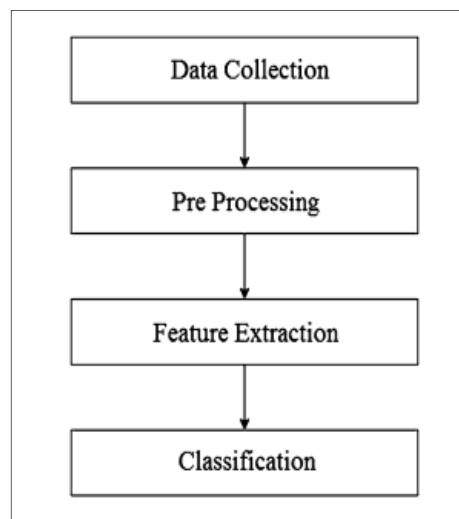 Data Collection
Pre Processing
Feature Extraction
Classification